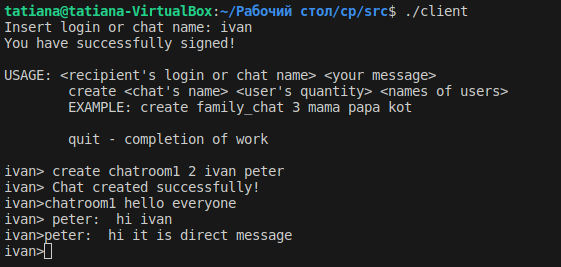 tatiana@tatiana-VirtualBox:~/Рабочий стол/cp/src$ ./client
Insert login or chat name: ivan
You have successfully signed!
USAGE: <recipient's login or chat name> <your message>
create <chat's name> <user's quantity> <names of users>
EXAMPLE: create family_chat 3 mama papa kot
quit - completion of work
ivan> create chatroom1 2 ivan peter
ivan> Chat created successfully!
ivan>chatroom1 hello everyone
ivan> peter:  hi ivan
ivan>peter:  hi it is direct message
ivan>